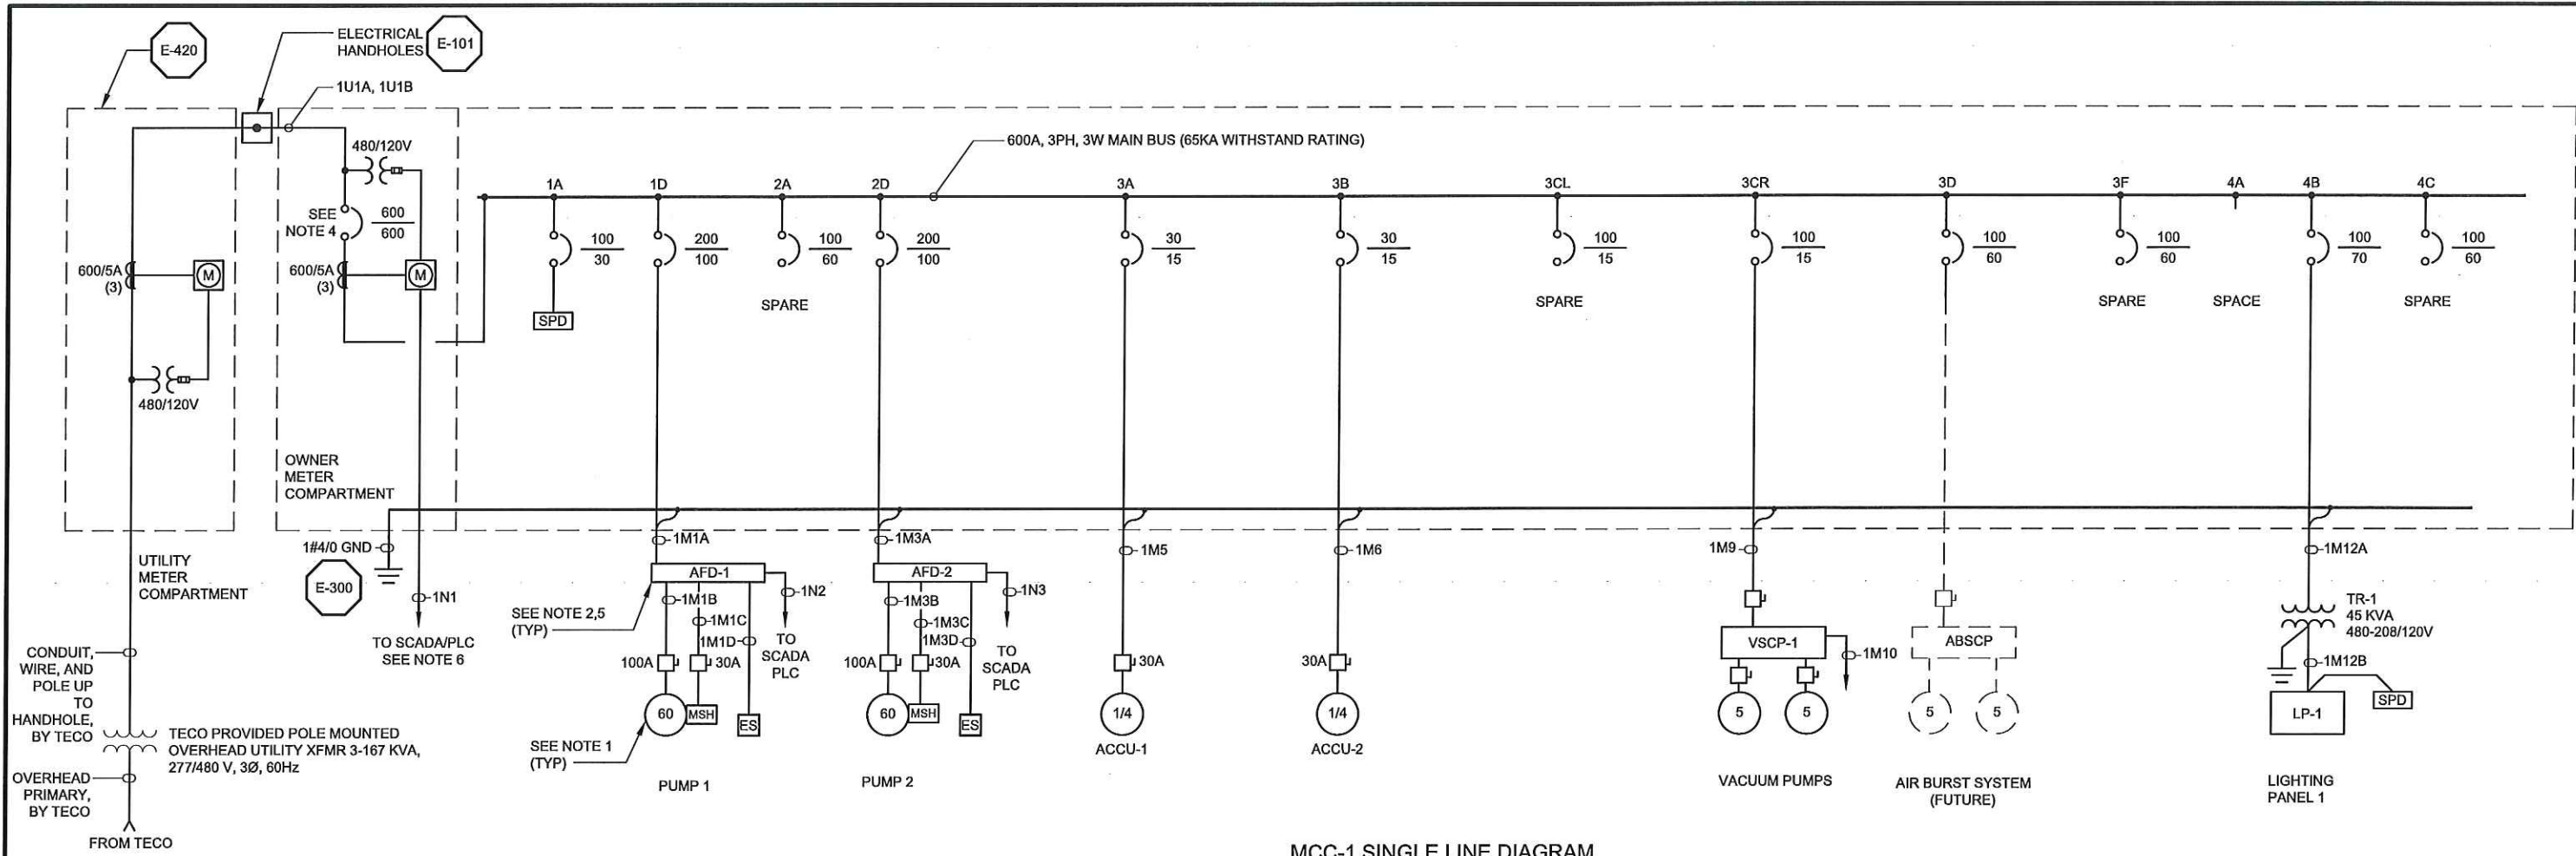 E-420
ELECTRICAL
HANDHOLES
E-101
1U1A, 1U1B
480/120V
SEE
NOTE 4
600
600
600/5A
(3)
M
600/5A
(3)
M
480/120V
OWNER
METER
COMPARTMENT
UTILITY
METER
COMPARTMENT
1#4/0 GND
E-300
1N1
TO SCADA/PLC
SEE NOTE 6
CONDUIT,
WIRE, AND
POLE UP
TO
HANDHOLE,
BY TECO
TECO PROVIDED POLE MOUNTED
OVERHEAD UTILITY XFMR 3-167 KVA,
277/480 V, 3Ø, 60Hz
OVERHEAD
PRIMARY,
BY TECO
FROM TECO
600A, 3PH, 3W MAIN BUS (65KA WITHSTAND RATING)
1A
100
30
SPD
1D
200
100
2A
100
60
SPARE
2D
200
100
3A
30
15
3B
30
15
3CL
100
15
SPARE
3CR
100
15
3D
100
60
3F
100
60
SPARE
4A
SPACE
4B
100
70
4C
100
60
SPARE
1M1A
AFD-1
SEE NOTE 2,5
(TYP)
1M1B
1M1C
1M1D
1N2
TO
SCADA
PLC
100A
30A
60
MSH
ES
SEE NOTE 1
(TYP)
PUMP 1
1M3A
AFD-2
1M3B
1M3C
1M3D
1N3
TO
SCADA
PLC
100A
30A
60
MSH
ES
PUMP 2
1M5
30A
1/4
ACCU-1
1M6
30A
1/4
ACCU-2
1M9
VSCP-1
1M10
5
5
VACUUM PUMPS
ABSCP
5
5
AIR BURST SYSTEM
(FUTURE)
1M12A
TR-1
45 KVA
480-208/120V
1M12B
SPD
LP-1
LIGHTING
PANEL 1
MCC-1 SINGLE LINE DIAGRAM